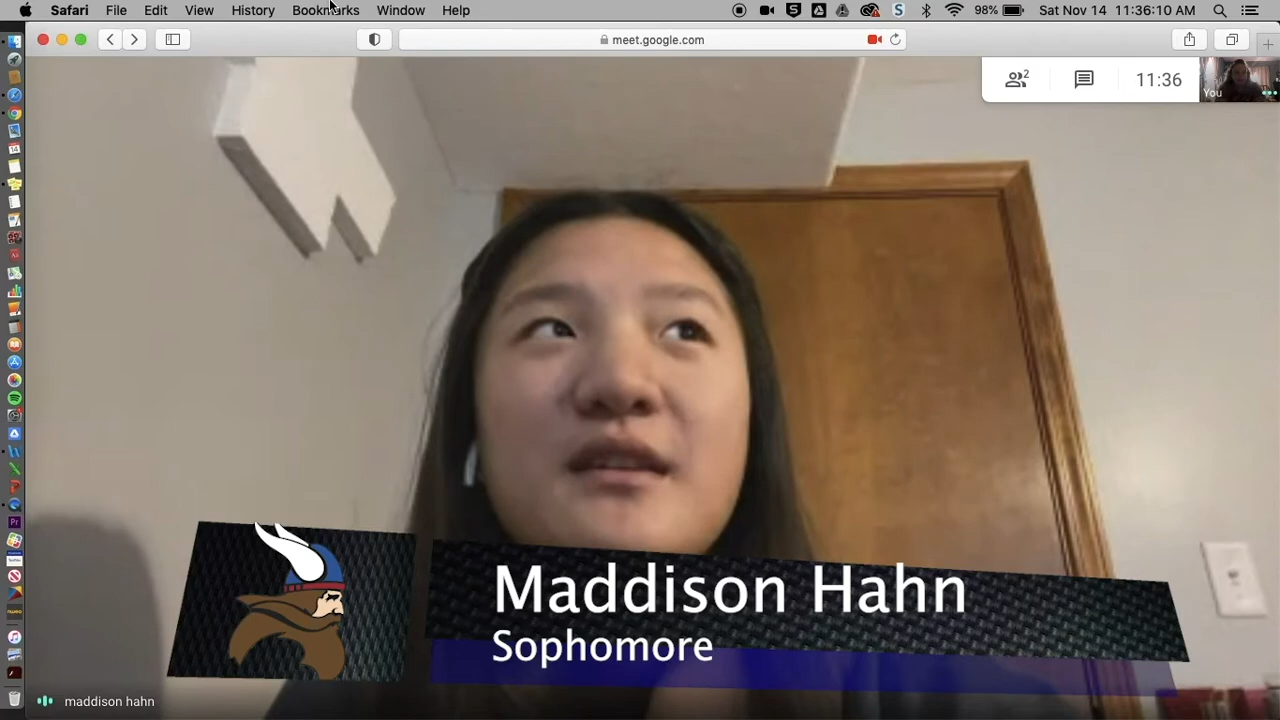 Safari File Edit View History Bookmarks Window Help 98% Sat Nov 14 11:36:10 AM
meet.google.com
2 11:36
You
Maddison Hahn
Sophomore
maddison hahn